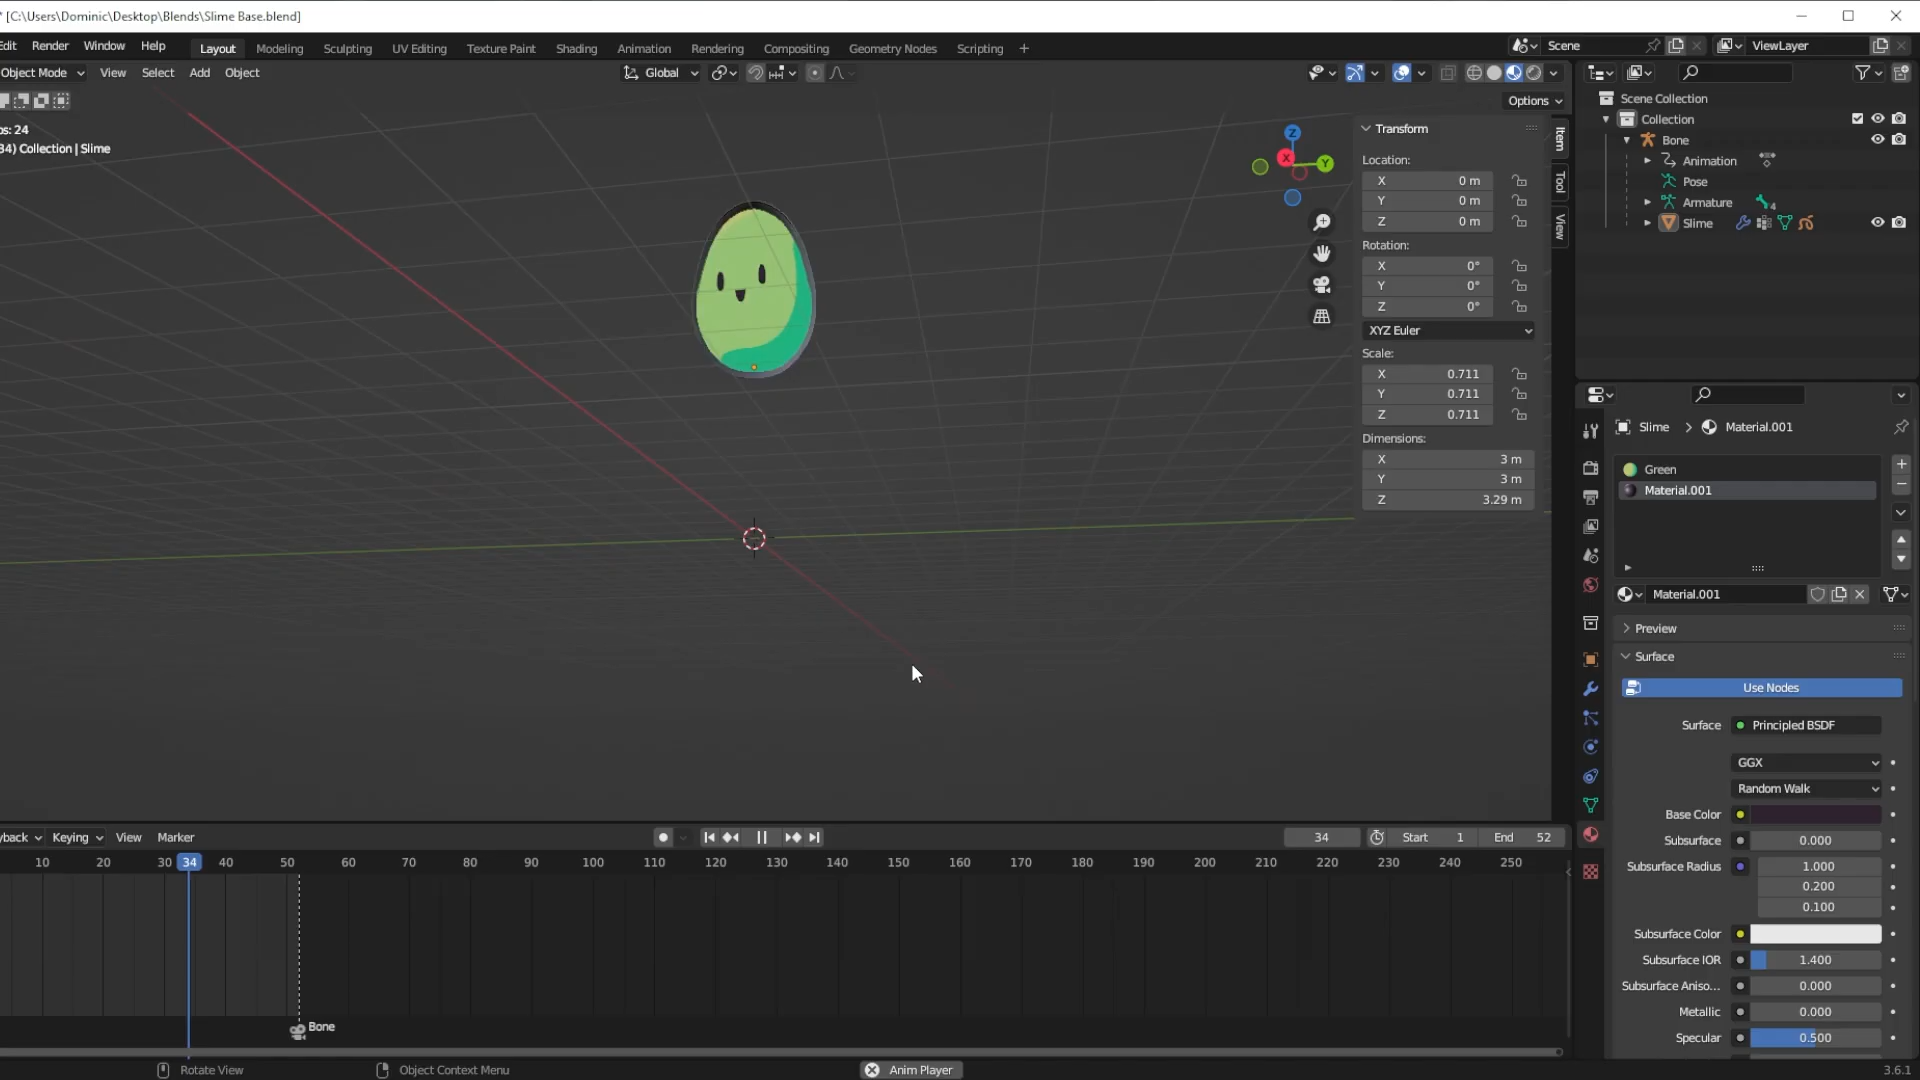 * [C:\Users\Dominic\Desktop\Blends\Slime Base.blend]
Edit Render Window Help Layout Modeling Sculpting UV Editing Texture Paint Shading Animation Rendering Compositing Geometry Nodes Scripting + Scene ViewLayer
Object Mode View Select Add Object Global
Options
ps: 24
34) Collection | Slime
Z
X
Y
Transform
Location:
X 0 m
Y 0 m
Z 0 m
Rotation:
X 0°
Y 0°
Z 0°
XYZ Euler
Scale:
X 0.711
Y 0.711
Z 0.711
Dimensions:
X 3 m
Y 3 m
Z 3.29 m
Item
Tool
View
Scene Collection
Collection
Bone
Animation
Pose
Armature 4
Slime
Slime > Material.001
Green
Material.001
Material.001
Preview
Surface
Use Nodes
Surface Principled BSDF
GGX
Random Walk
Base Color
Subsurface 0.000
Subsurface Radius 1.000
0.200
0.100
Subsurface Color
Subsurface IOR 1.400
Subsurface Aniso... 0.000
Metallic 0.000
Specular 0.500
yback Keying View Marker 34 Start 1 End 52
10 20 30 34 40 50 60 70 80 90 100 110 120 130 140 150 160 170 180 190 200 210 220 230 240 250
Bone
Rotate View Object Context Menu Anim Player 3.6.1